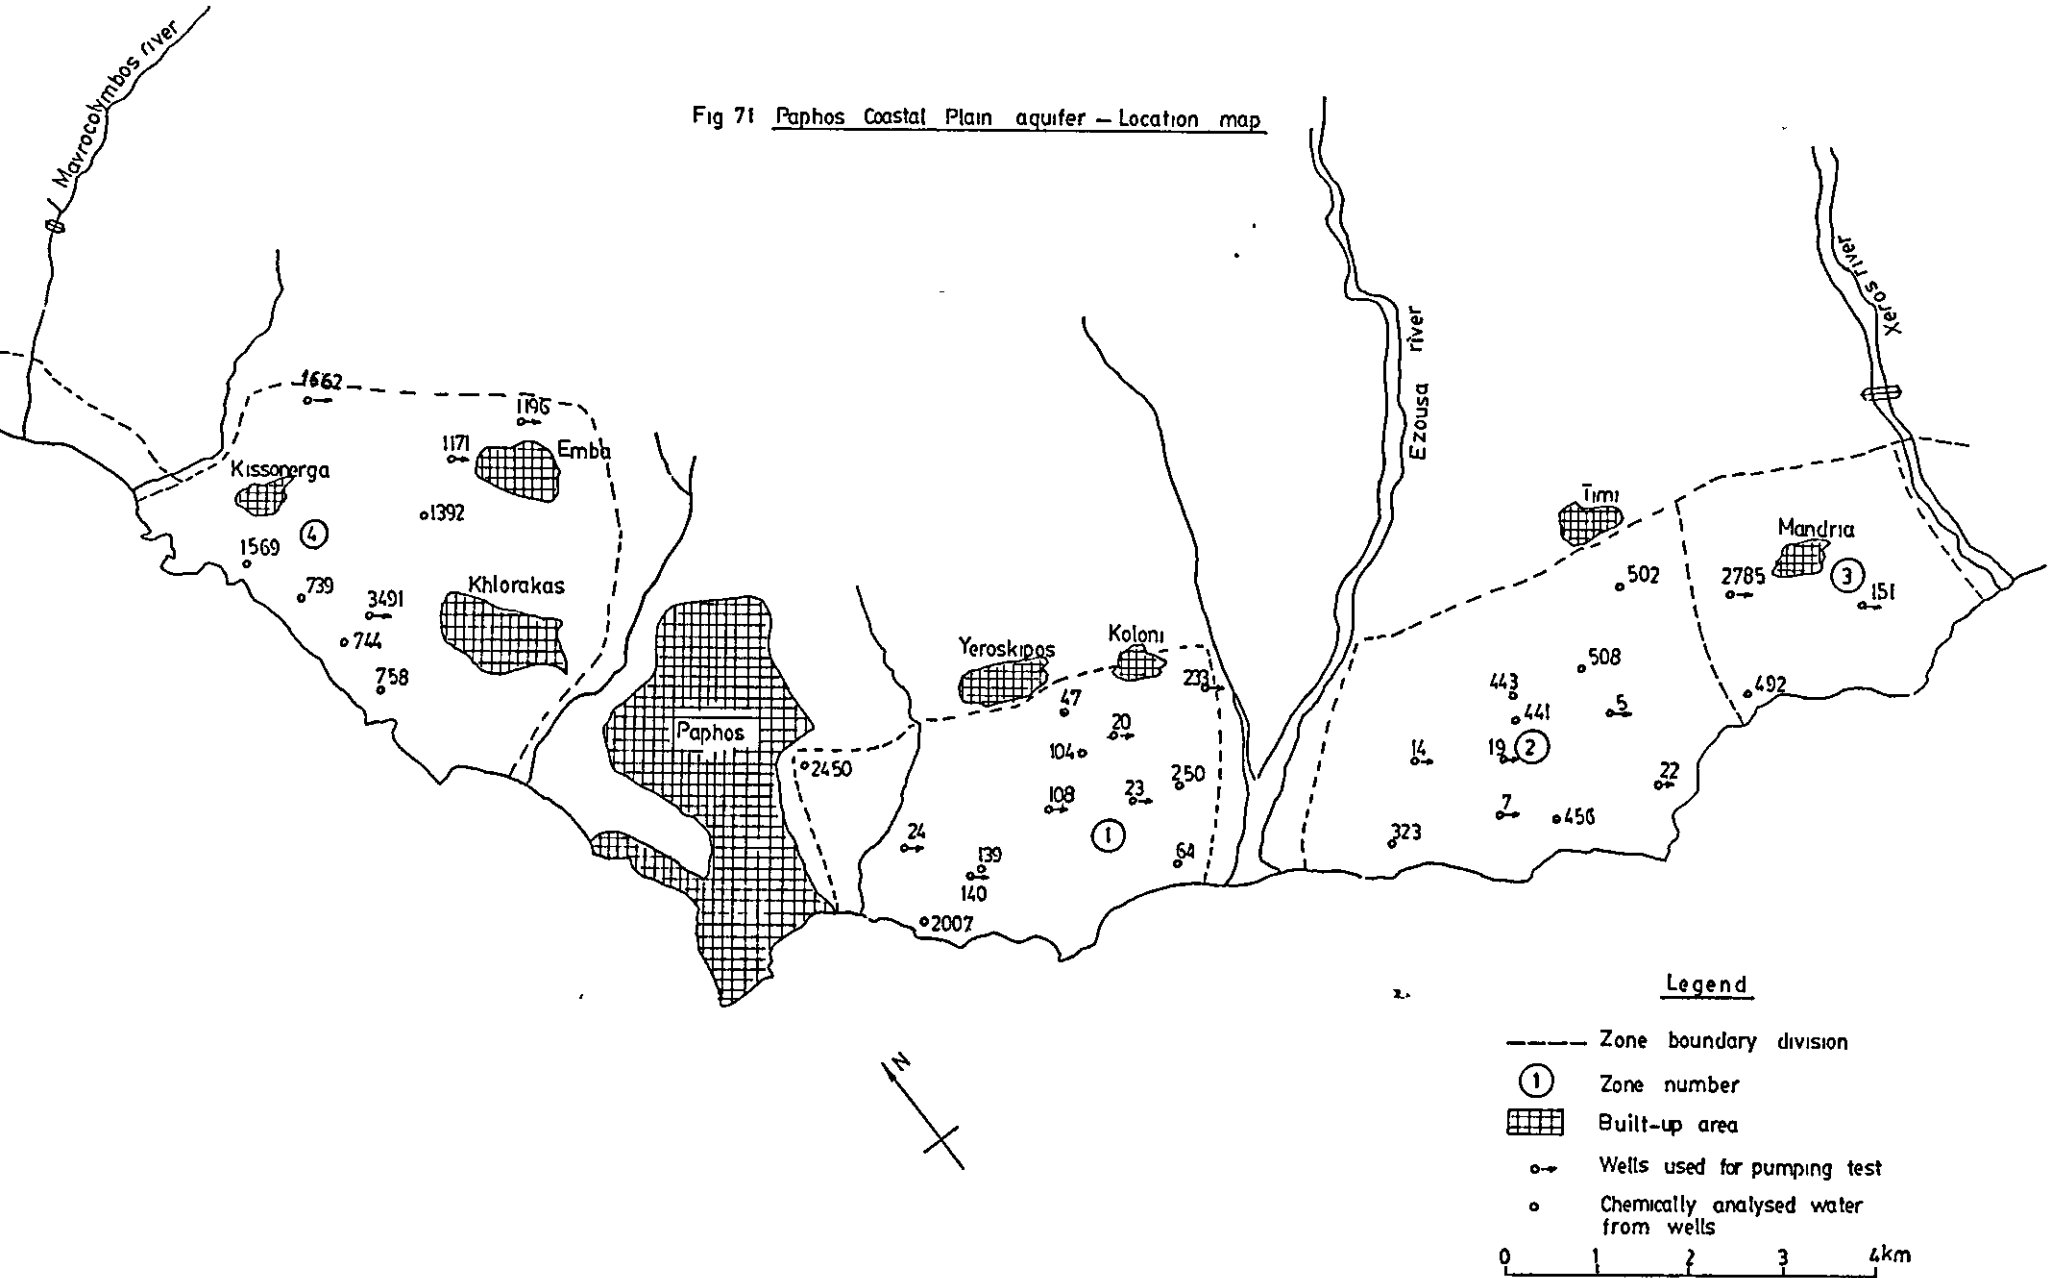 Fig 71 Paphos Coastal Plain aquifer – Location map
Mavrocolymbos river
Ezousa river
Xeros river
1662
1196
1171
Emba
Kissonerga
1392
4
1569
739
3491
Khlorakas
744
758
Paphos
2450
Yeroskipos
Koloni
233
47
20
104
250
108
23
1
24
139
140
64
2007
Timi
Mandria
502
2785
3
151
508
443
441
5
492
14
19
2
22
7
456
323
N
Legend
Zone boundary division
1
Zone number
Built-up area
Wells used for pumping test
Chemically analysed water
from wells
0 1 2 3 4km